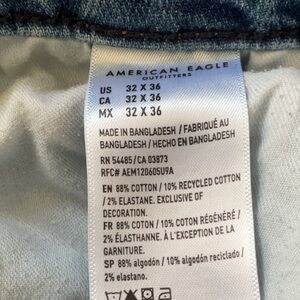 AMERICAN EAGLE
OUTFITTERS
US 32 X 36
CA 32 X 36
MX 32 X 36
MADE IN BANGLADESH / FABRIQUÉ AU
BANGLADESH / HECHO EN BANGLADESH
RN 54485 / CA 03873
RFC# AEM120605U9A
EN 88% COTTON / 10% RECYCLED COTTON
/ 2% ELASTANE. EXCLUSIVE OF
DECORATION.
FR 88% COTON / 10% COTON RÉGÉNÉRÉ /
2% ÉLASTHANNE. À L'EXCEPTION DE LA
GARNITURE.
SP 88% algodón / 10% algodón reciclado /
2% elastano.